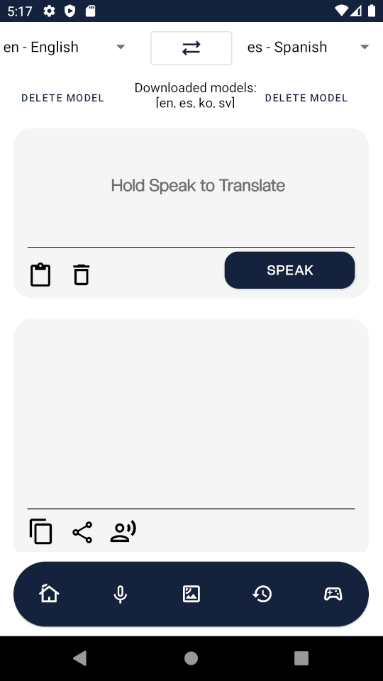 5:17
en - English
es - Spanish
DELETE MODEL
Downloaded models:
[en, es, ko, sv]
DELETE MODEL
Hold Speak to Translate
SPEAK